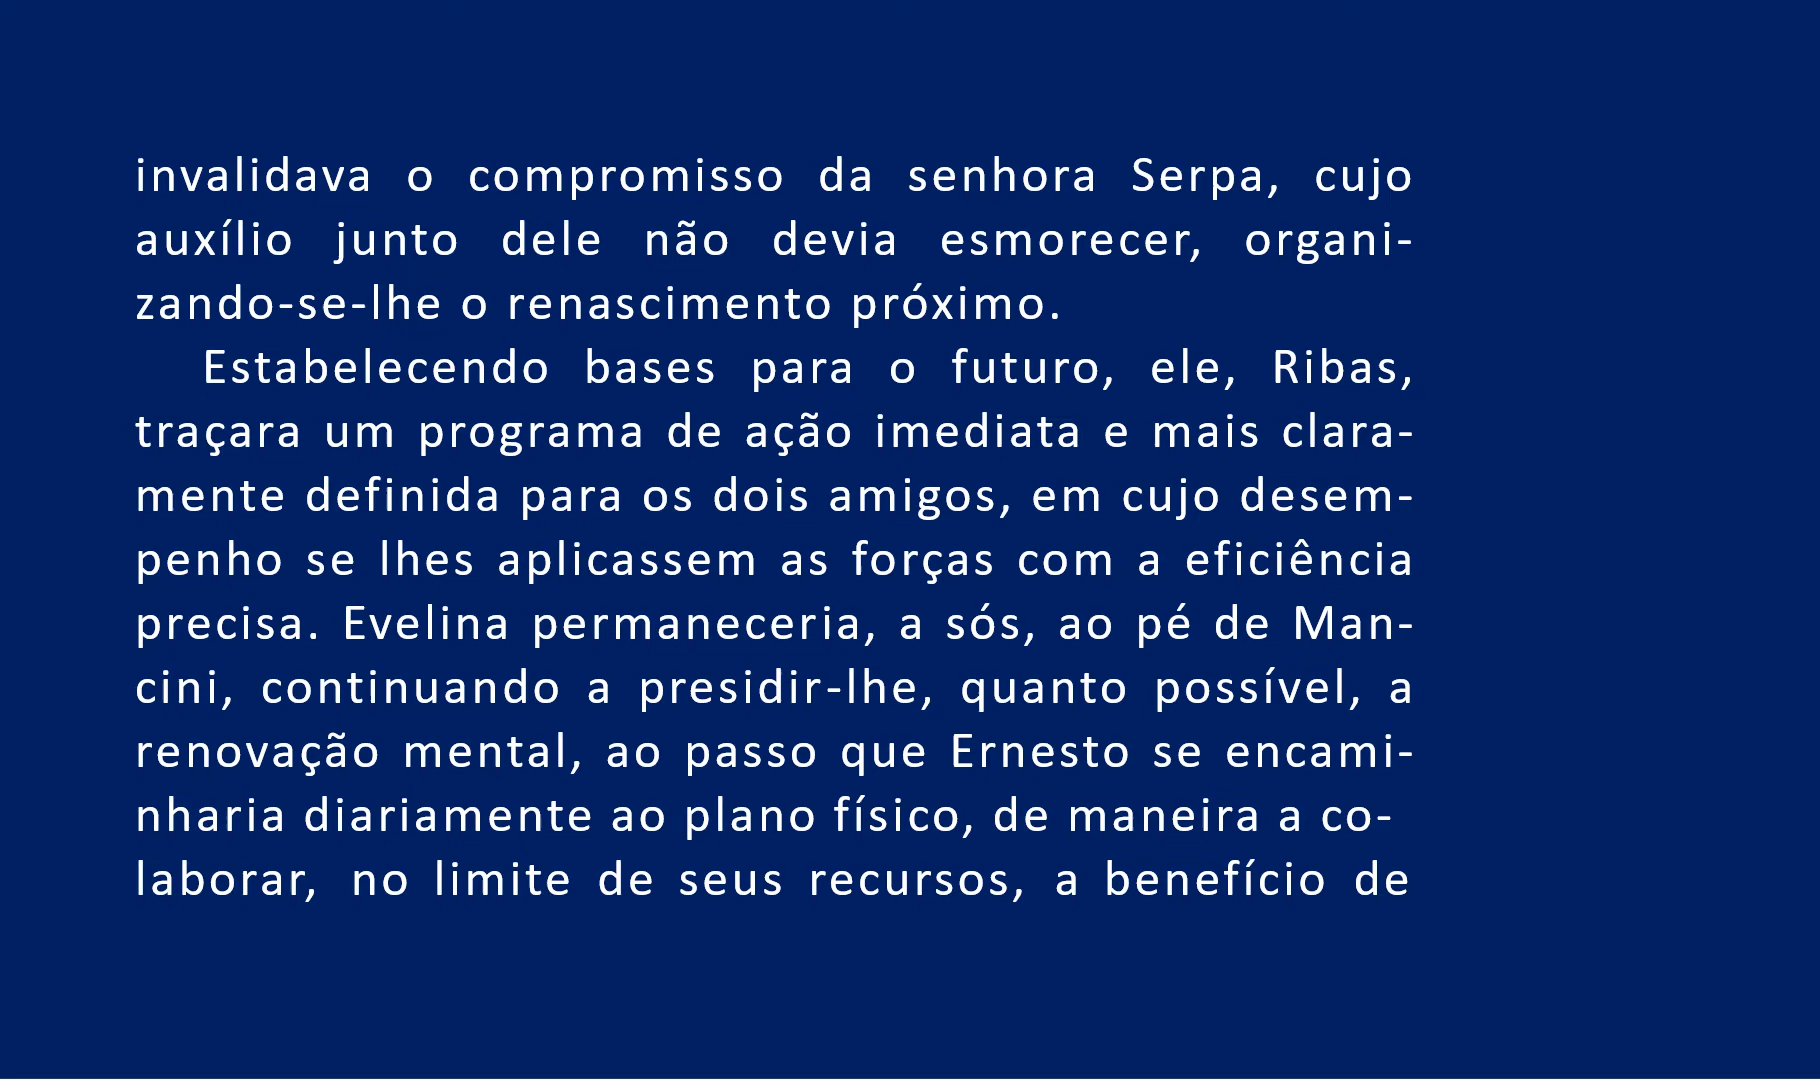 invalidava o compromisso da senhora Serpa, cujo
auxílio junto dele não devia esmorecer, organi-
zando-se-lhe o renascimento próximo.
Estabelecendo bases para o futuro, ele, Ribas,
traçara um programa de ação imediata e mais clara-
mente definida para os dois amigos, em cujo desem-
penho se lhes aplicassem as forças com a eficiência
precisa. Evelina permaneceria, a sós, ao pé de Man-
cini, continuando a presidir-lhe, quanto possível, a
renovação mental, ao passo que Ernesto se encami-
nharia diariamente ao plano físico, de maneira a co-
laborar, no limite de seus recursos, a benefício de